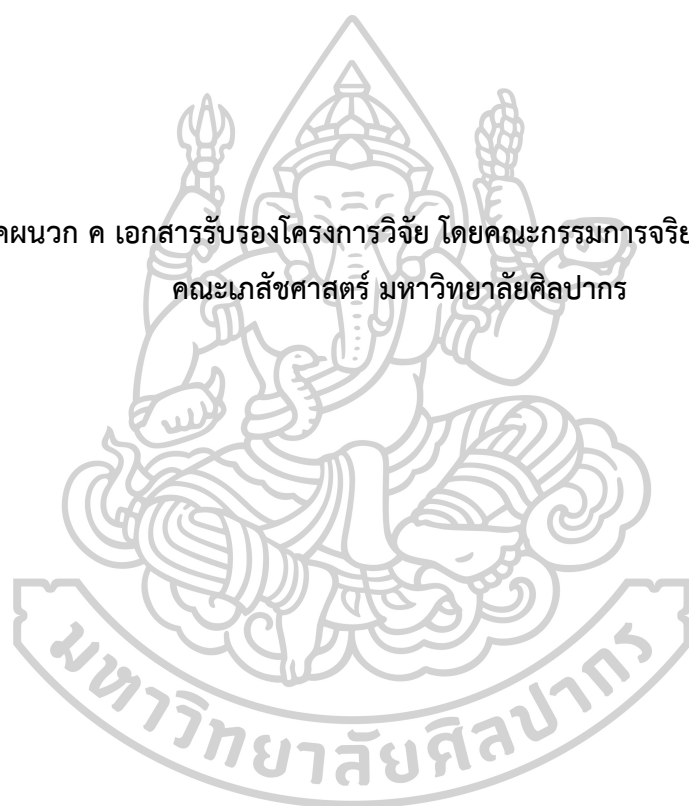 คผนวก ค เอกสารรับรองโครงการวิจัย โดยคณะกรรมการจริย
คณะเภสัชศาสตร์ มหาวิทยาลัยศิลปากร
มหาวิทยาลัยศิลปากร